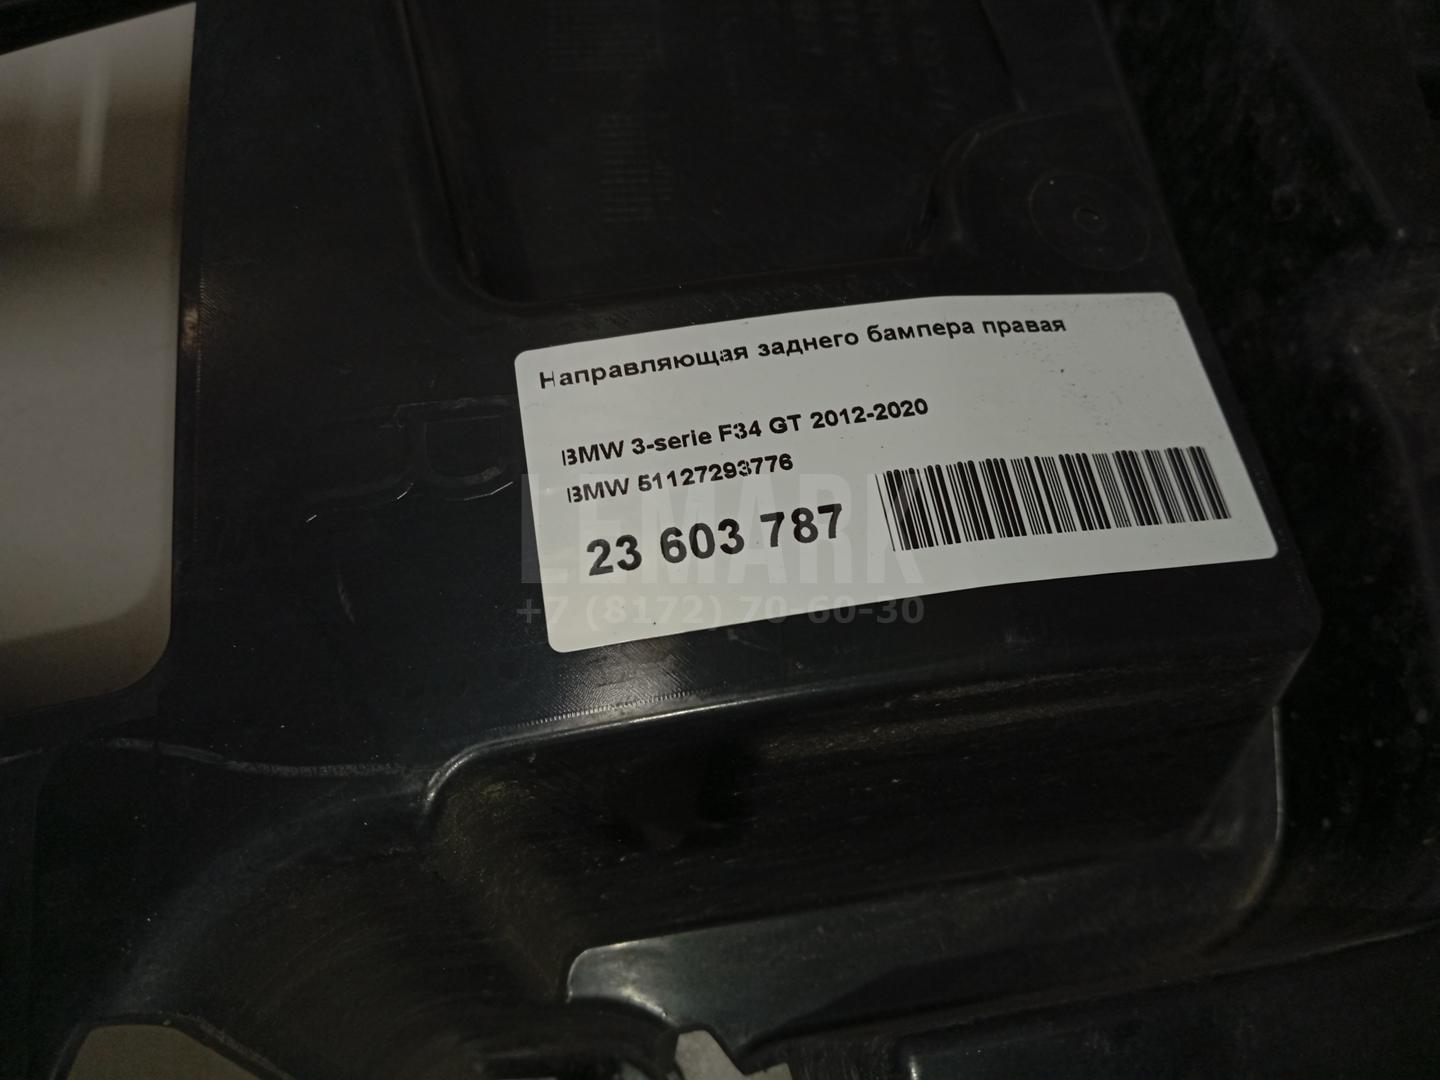 Направляющая заднего бампера правая
BMW 3-serie F34 GT 2012-2020
BMW 51127293776
23 603 787
LEMARK
+7 (8172) 70-60-30
R